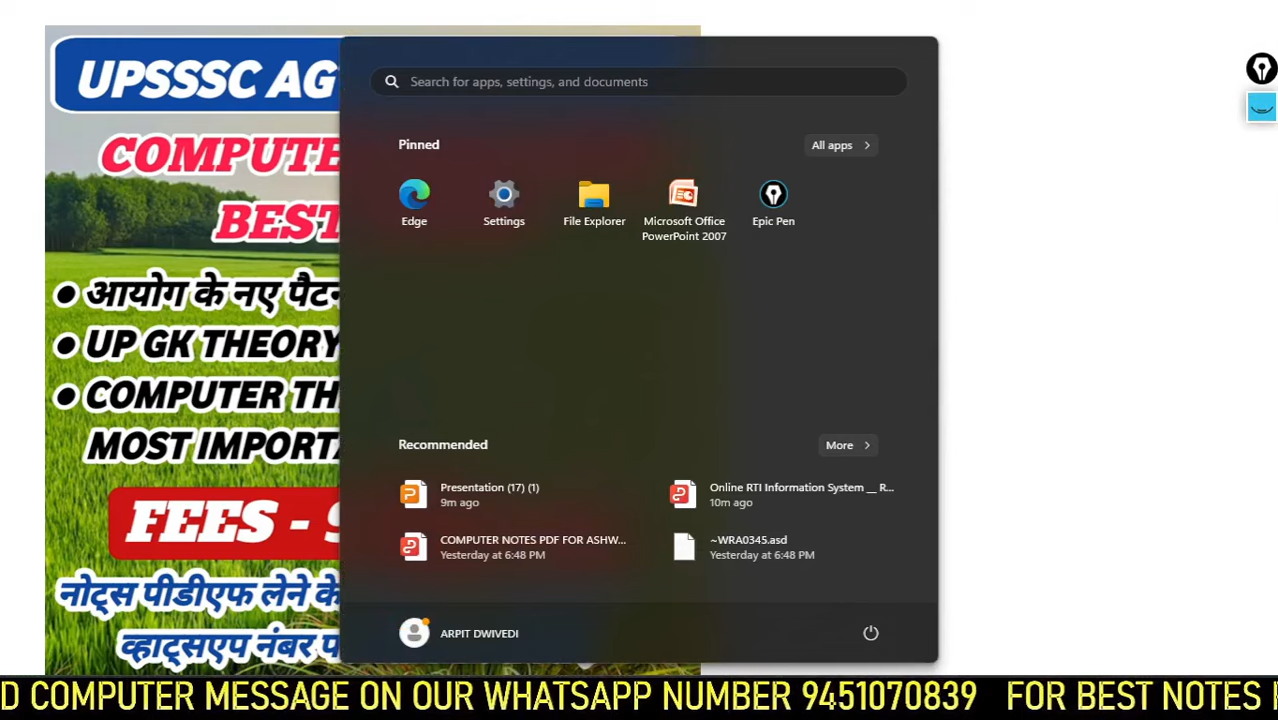 UPSSSC AG
COMPUTE
BEST
• आयोग के नए पैटर्न
• UP GK THEORY
• COMPUTER TH
MOST IMPORTA
FEES - 9
नोट्स पीडीएफ लेने के
व्हाट्सएप नंबर प
Search for apps, settings, and documents
Pinned
All apps
Edge
Settings
File Explorer
Microsoft Office
PowerPoint 2007
Epic Pen
Recommended
More
Presentation (17) (1)
9m ago
Online RTI Information System __ R...
10m ago
COMPUTER NOTES PDF FOR ASHW...
Yesterday at 6:48 PM
~WRA0345.asd
Yesterday at 6:48 PM
ARPIT DWIVEDI
D COMPUTER MESSAGE ON OUR WHATSAPP NUMBER 9451070839 FOR BEST NOTES